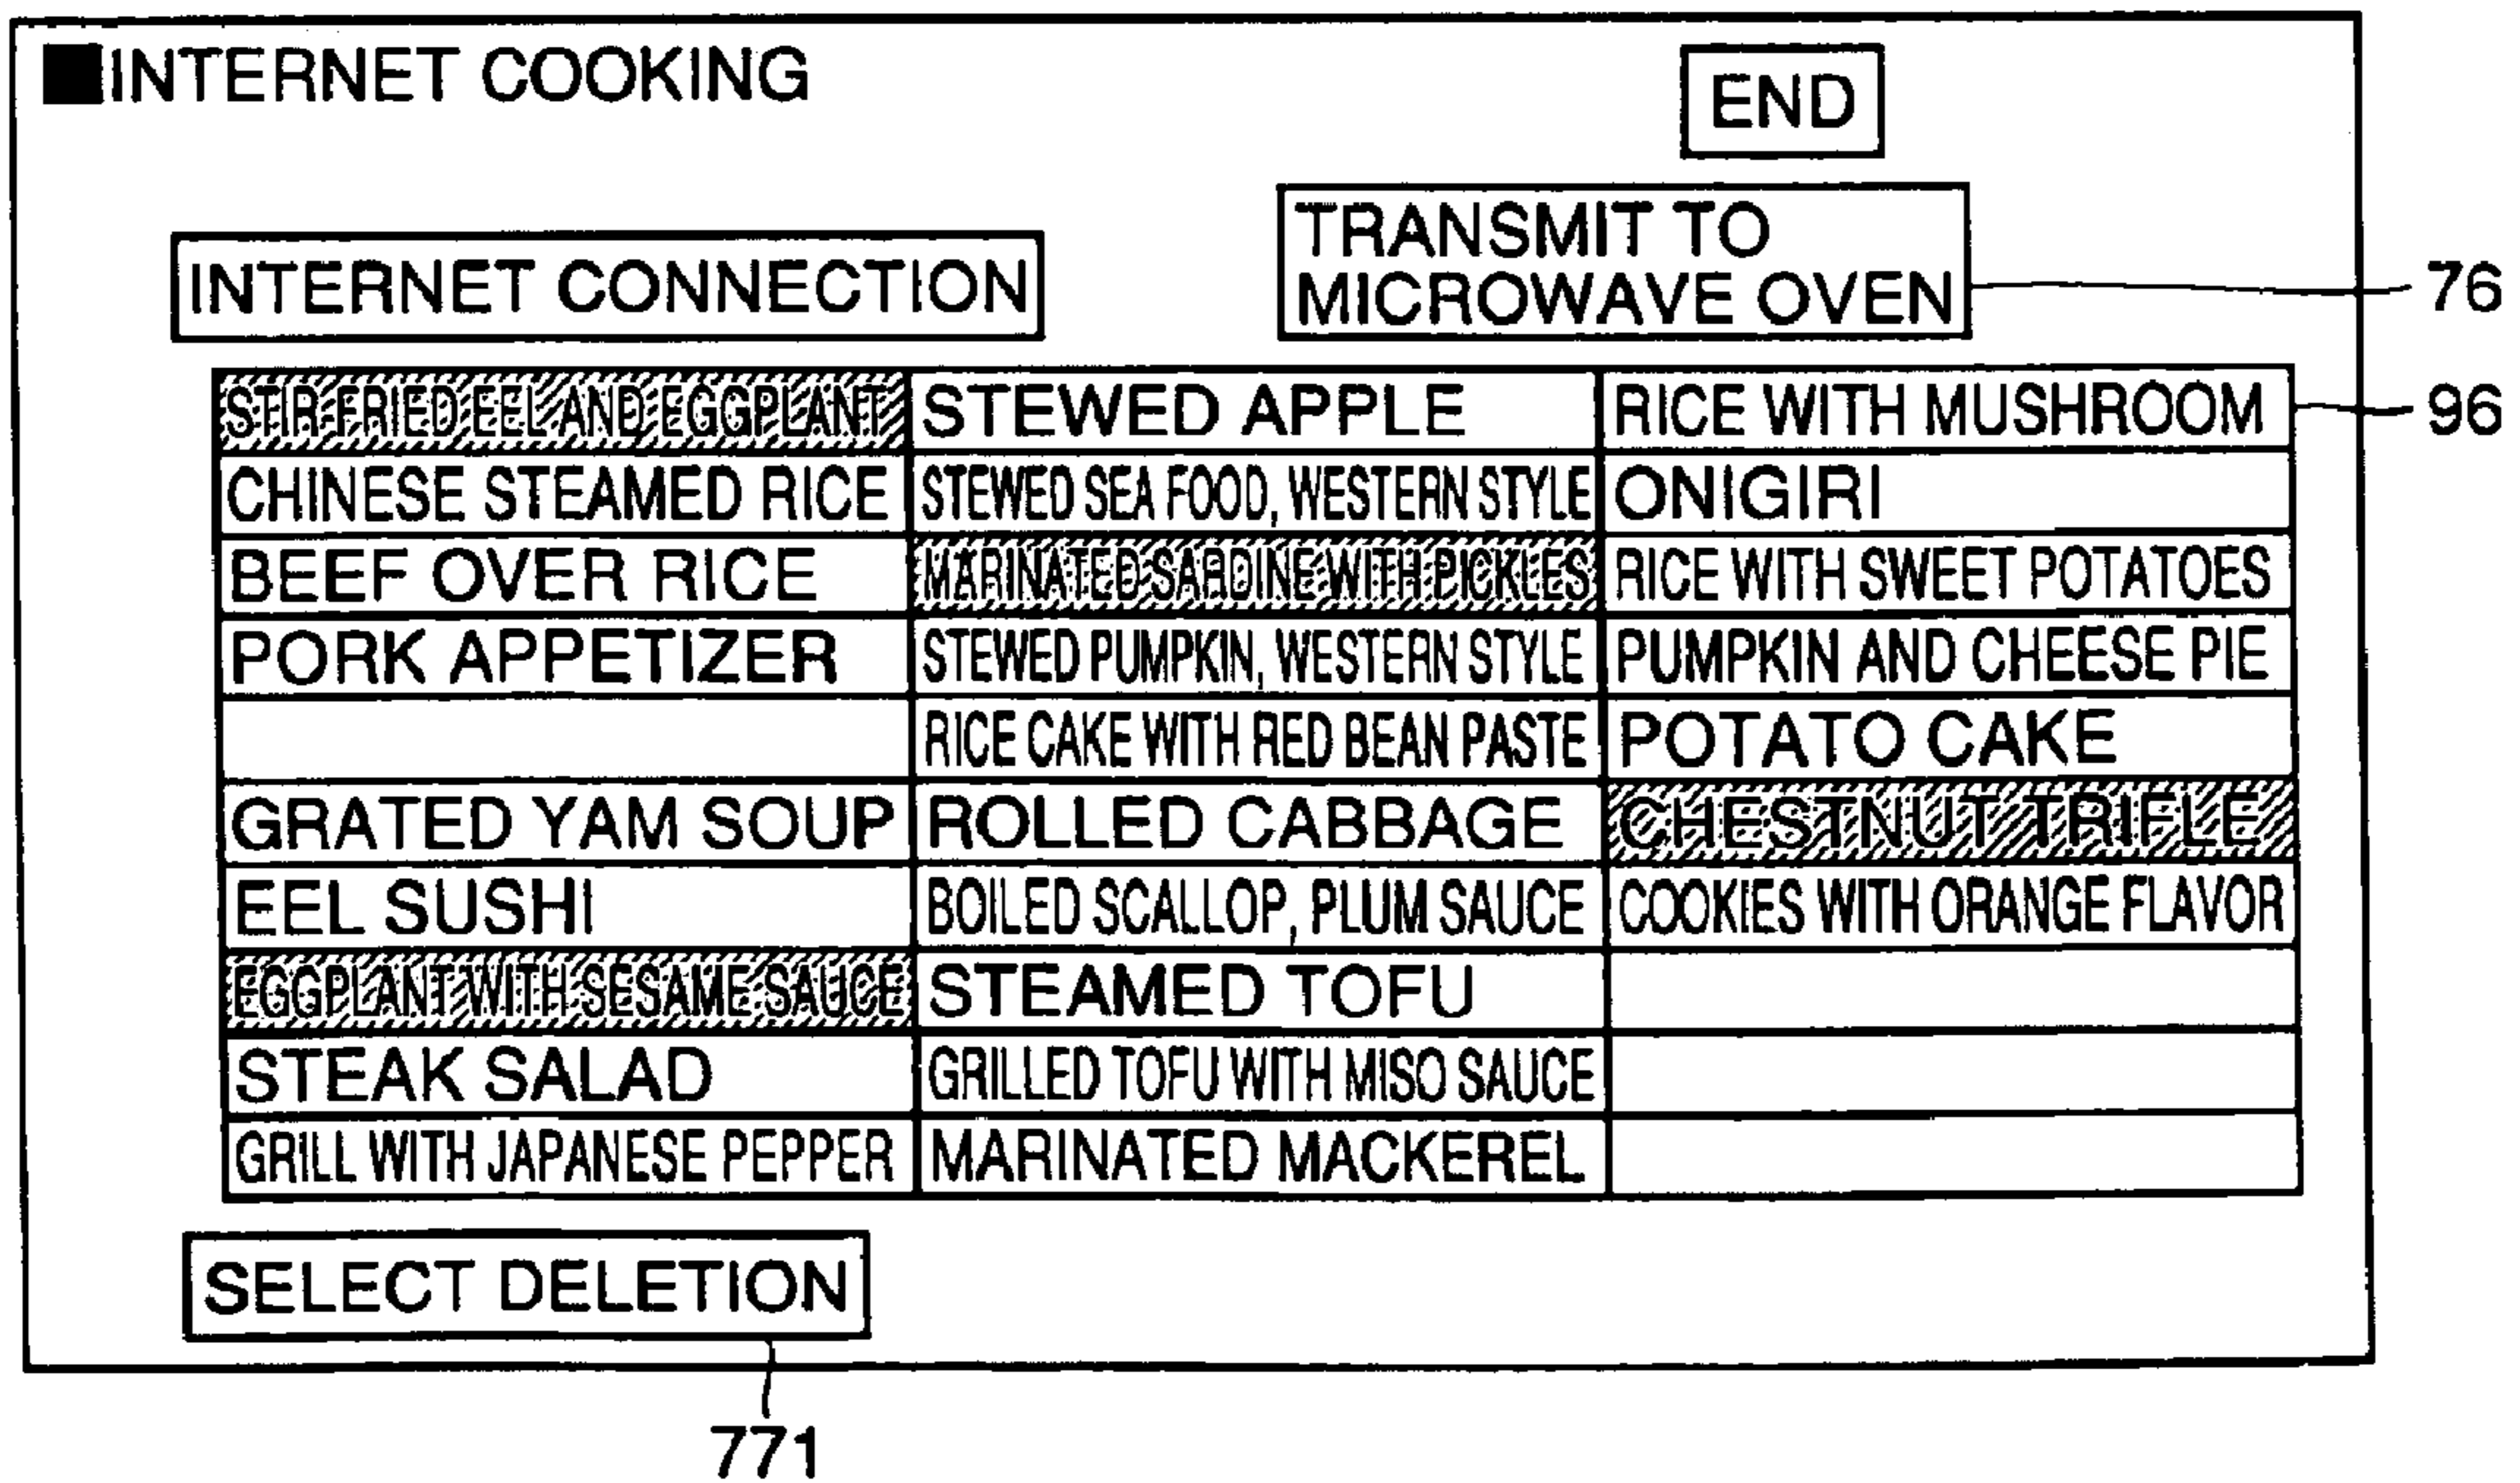 ■INTERNET COOKING
END
INTERNET CONNECTION
TRANSMIT TO
MICROWAVE OVEN
76
STIR FRIED EEL AND EGGPLANT STEWED APPLE RICE WITH MUSHROOM
96
CHINESE STEAMED RICE STEWED SEA FOOD, WESTERN STYLE ONIGIRI
BEEF OVER RICE MARINATED SARDINE WITH PICKLES RICE WITH SWEET POTATOES
PORK APPETIZER STEWED PUMPKIN, WESTERN STYLE PUMPKIN AND CHEESE PIE
RICE CAKE WITH RED BEAN PASTE POTATO CAKE
GRATED YAM SOUP ROLLED CABBAGE CHESTNUT TRIFLE
EEL SUSHI BOILED SCALLOP, PLUM SAUCE COOKIES WITH ORANGE FLAVOR
EGGPLANT WITH SESAME SAUCE STEAMED TOFU
STEAK SALAD GRILLED TOFU WITH MISO SAUCE
GRILL WITH JAPANESE PEPPER MARINATED MACKEREL
SELECT DELETION
771